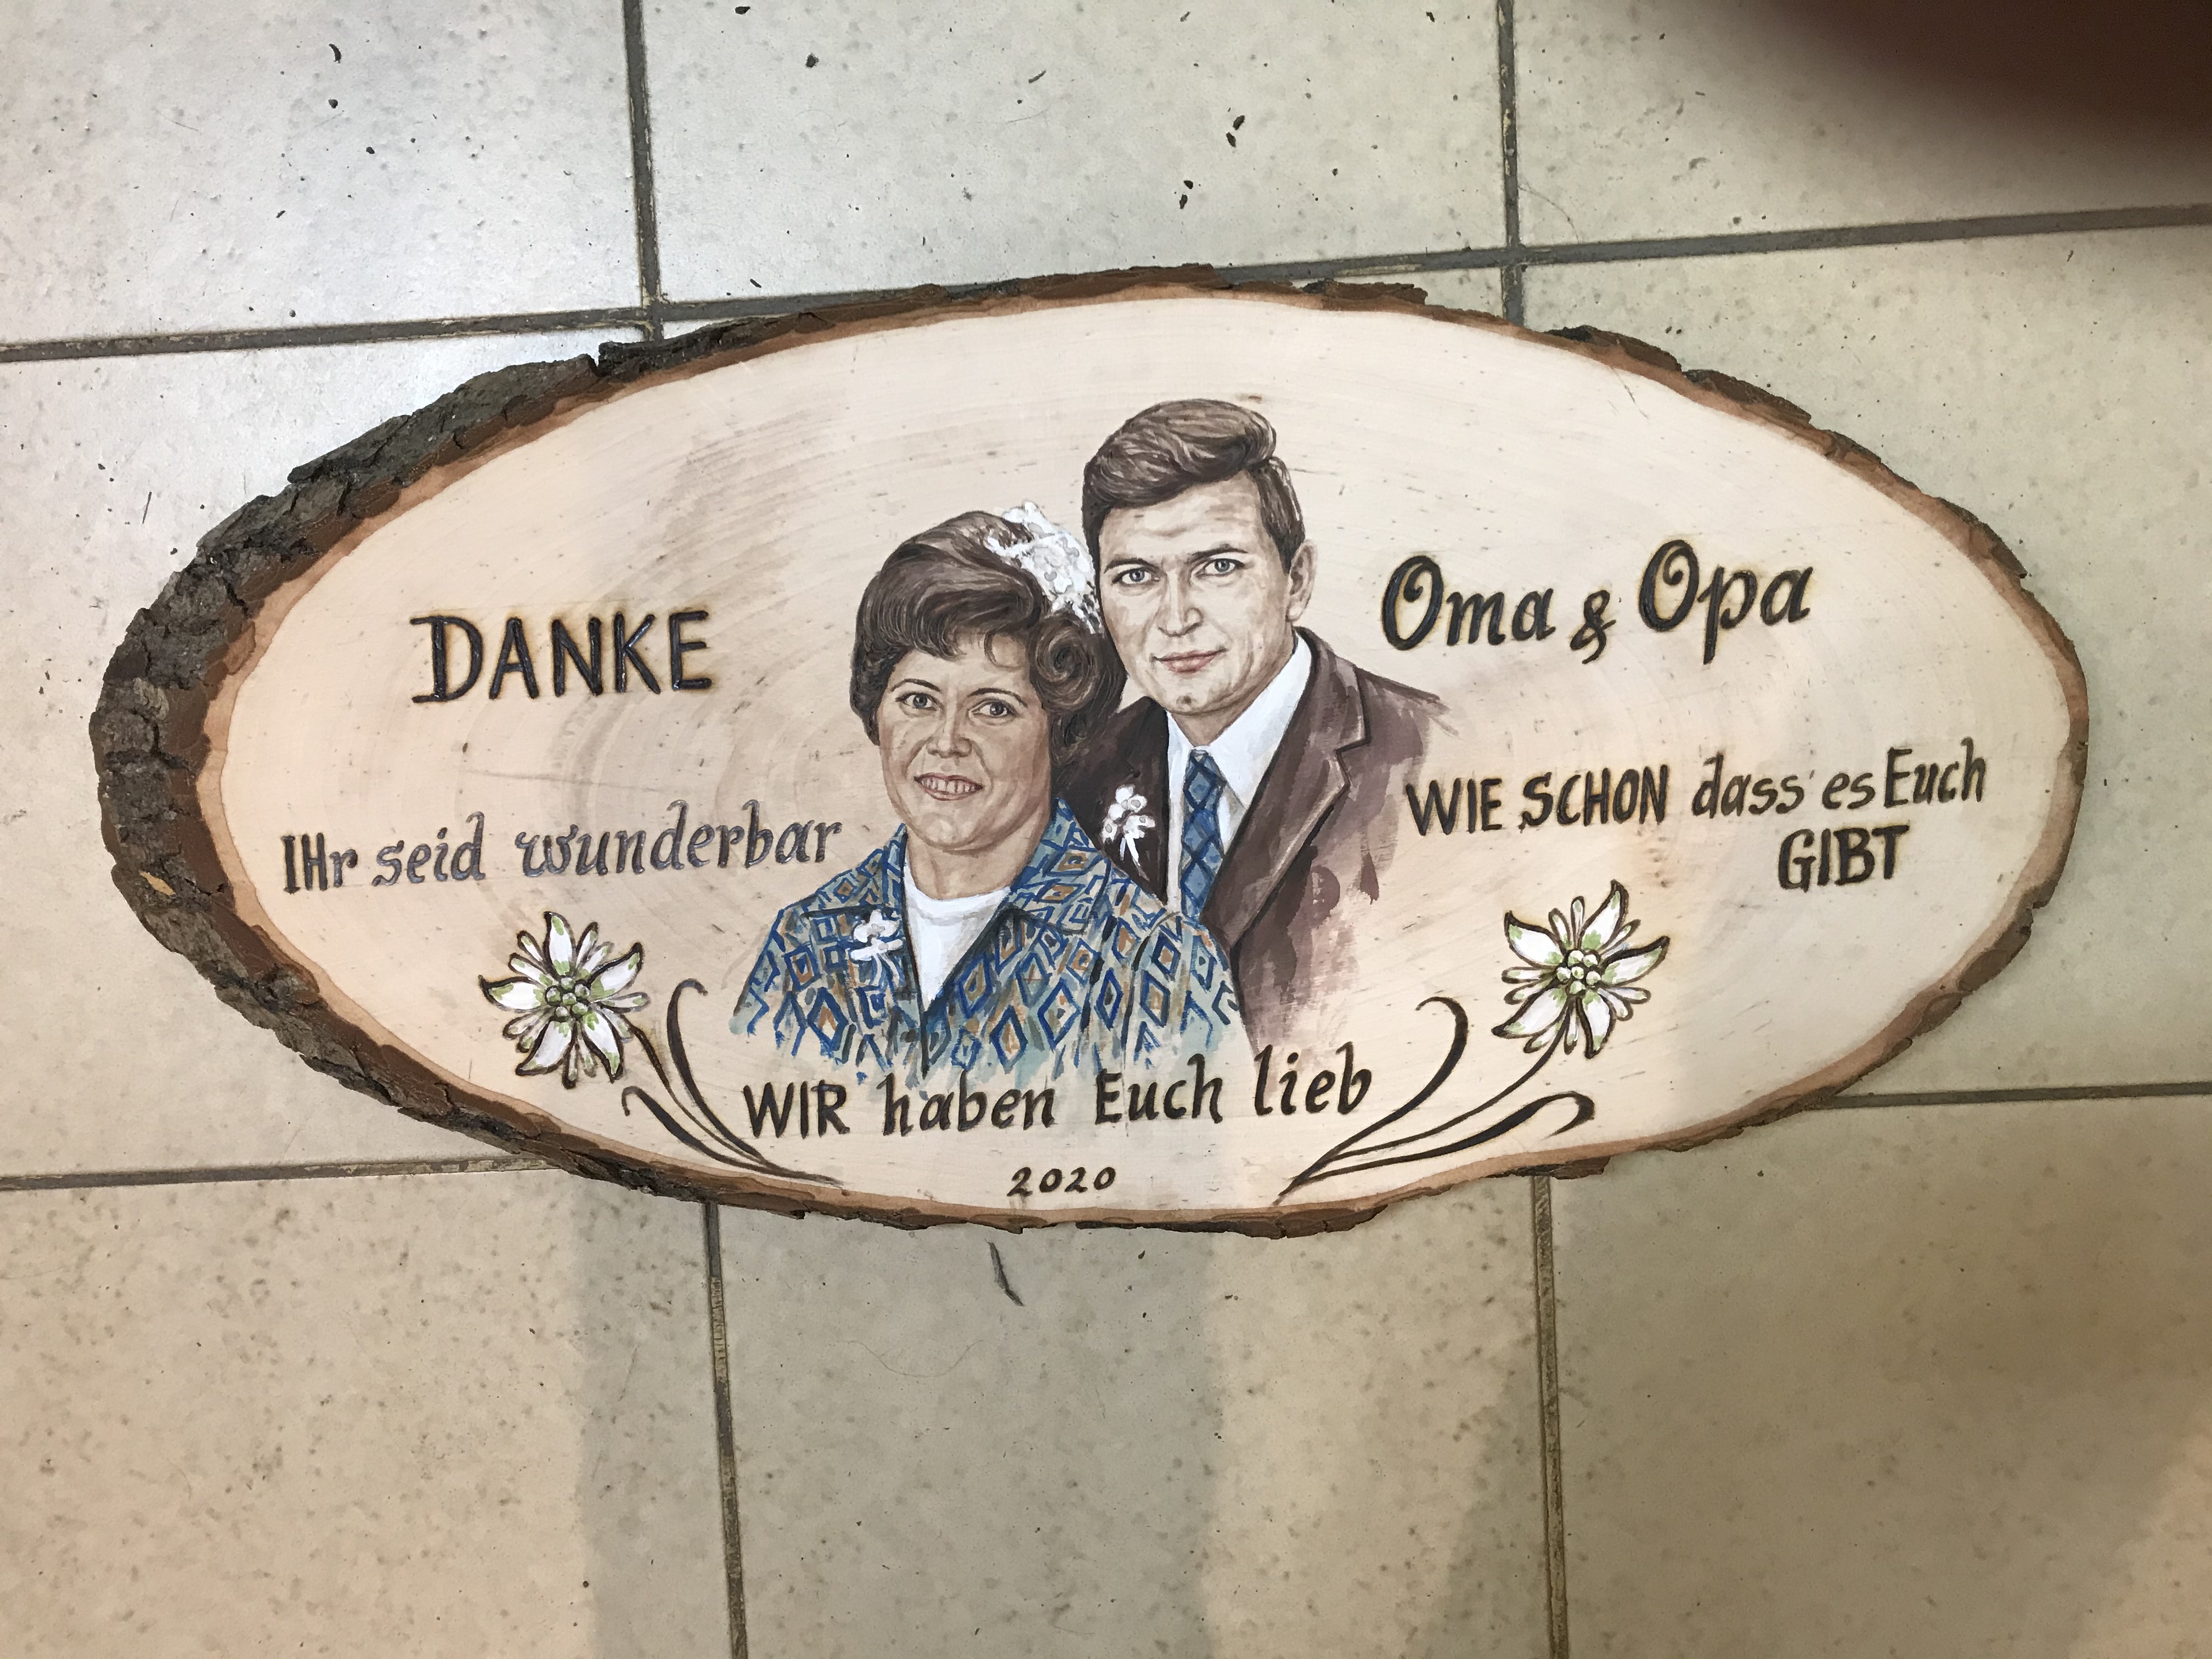 DANKE
Oma & Opa
IHr seid wunderbar
WIE SCHON dass es Euch
GIBT
WIR haben Euch lieb
2020